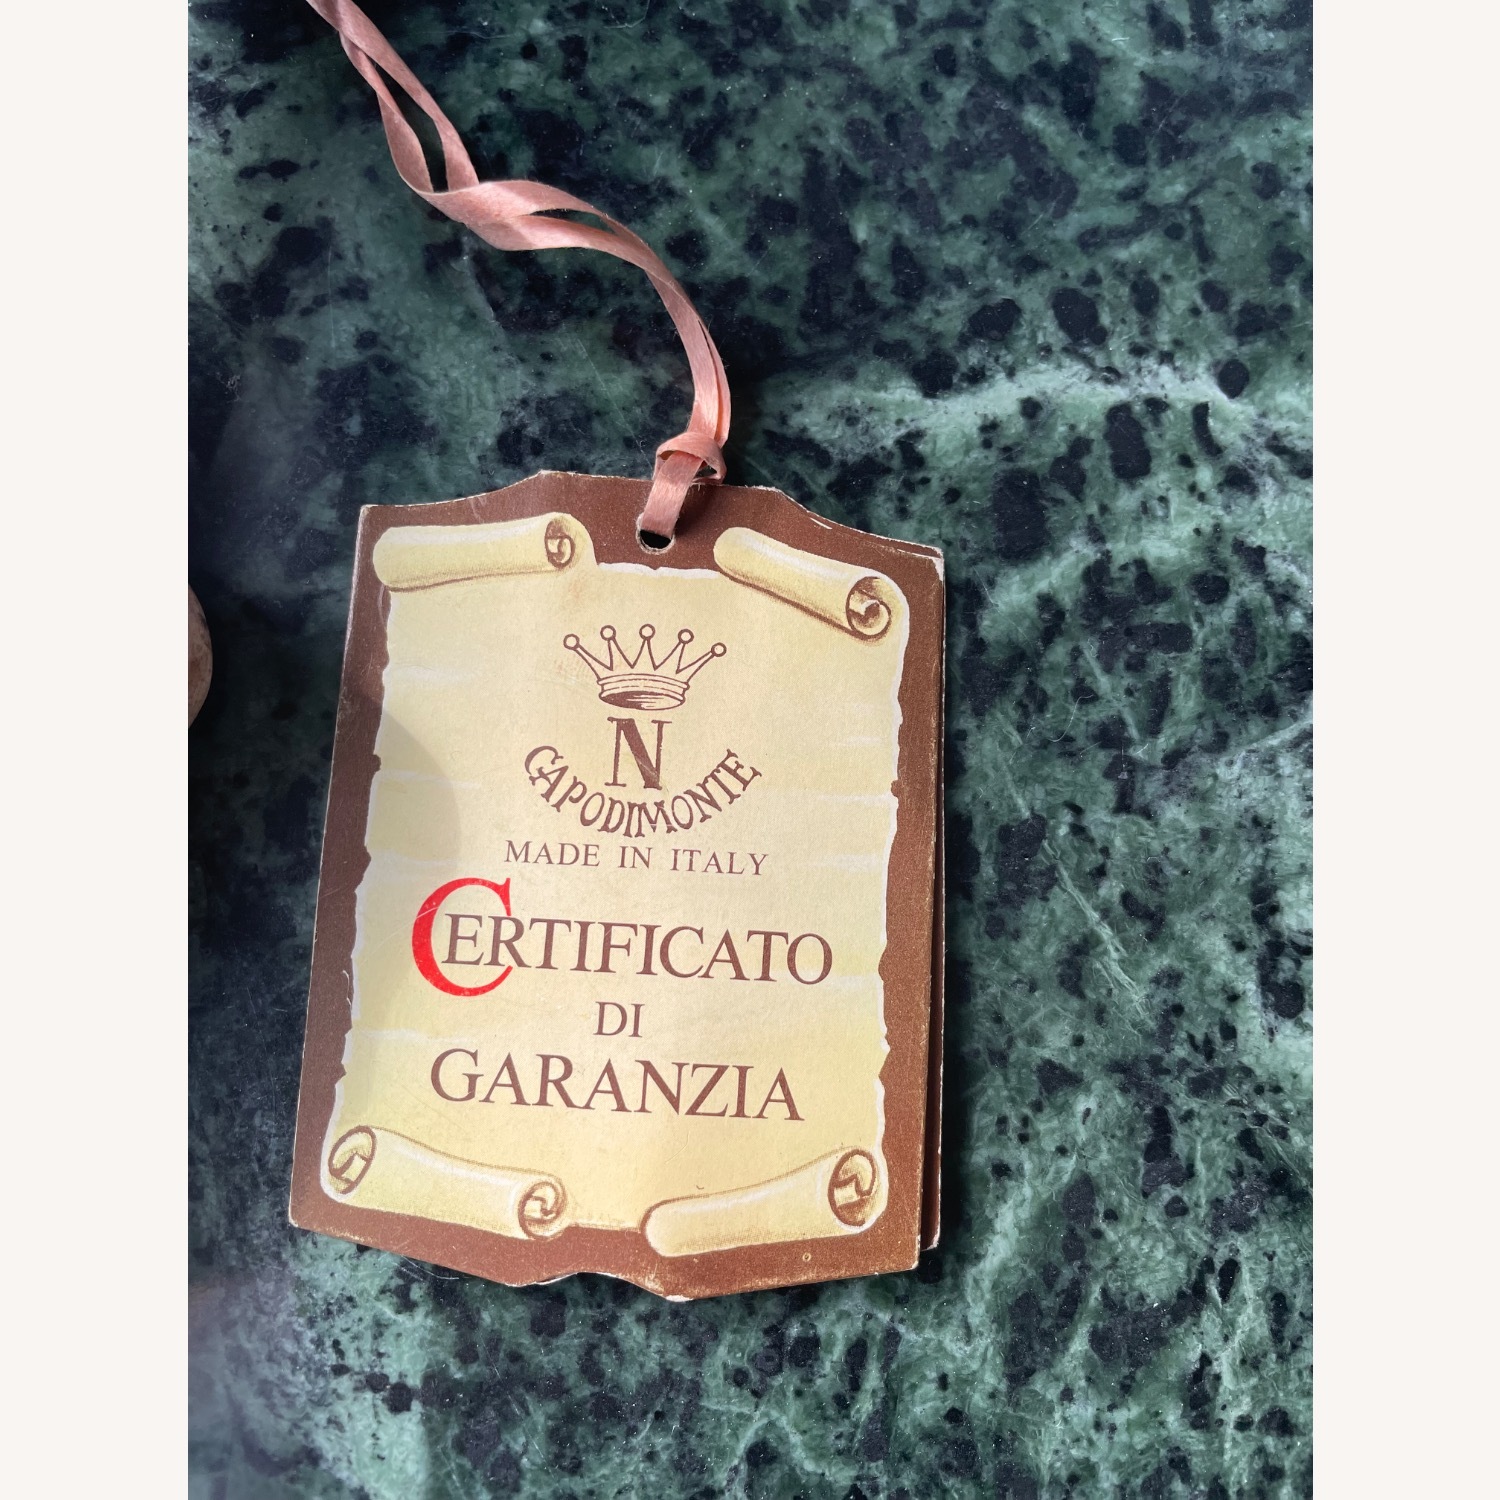 N
CAPODIMONTE
MADE IN ITALY
CERTIFICATO
DI
GARANZIA